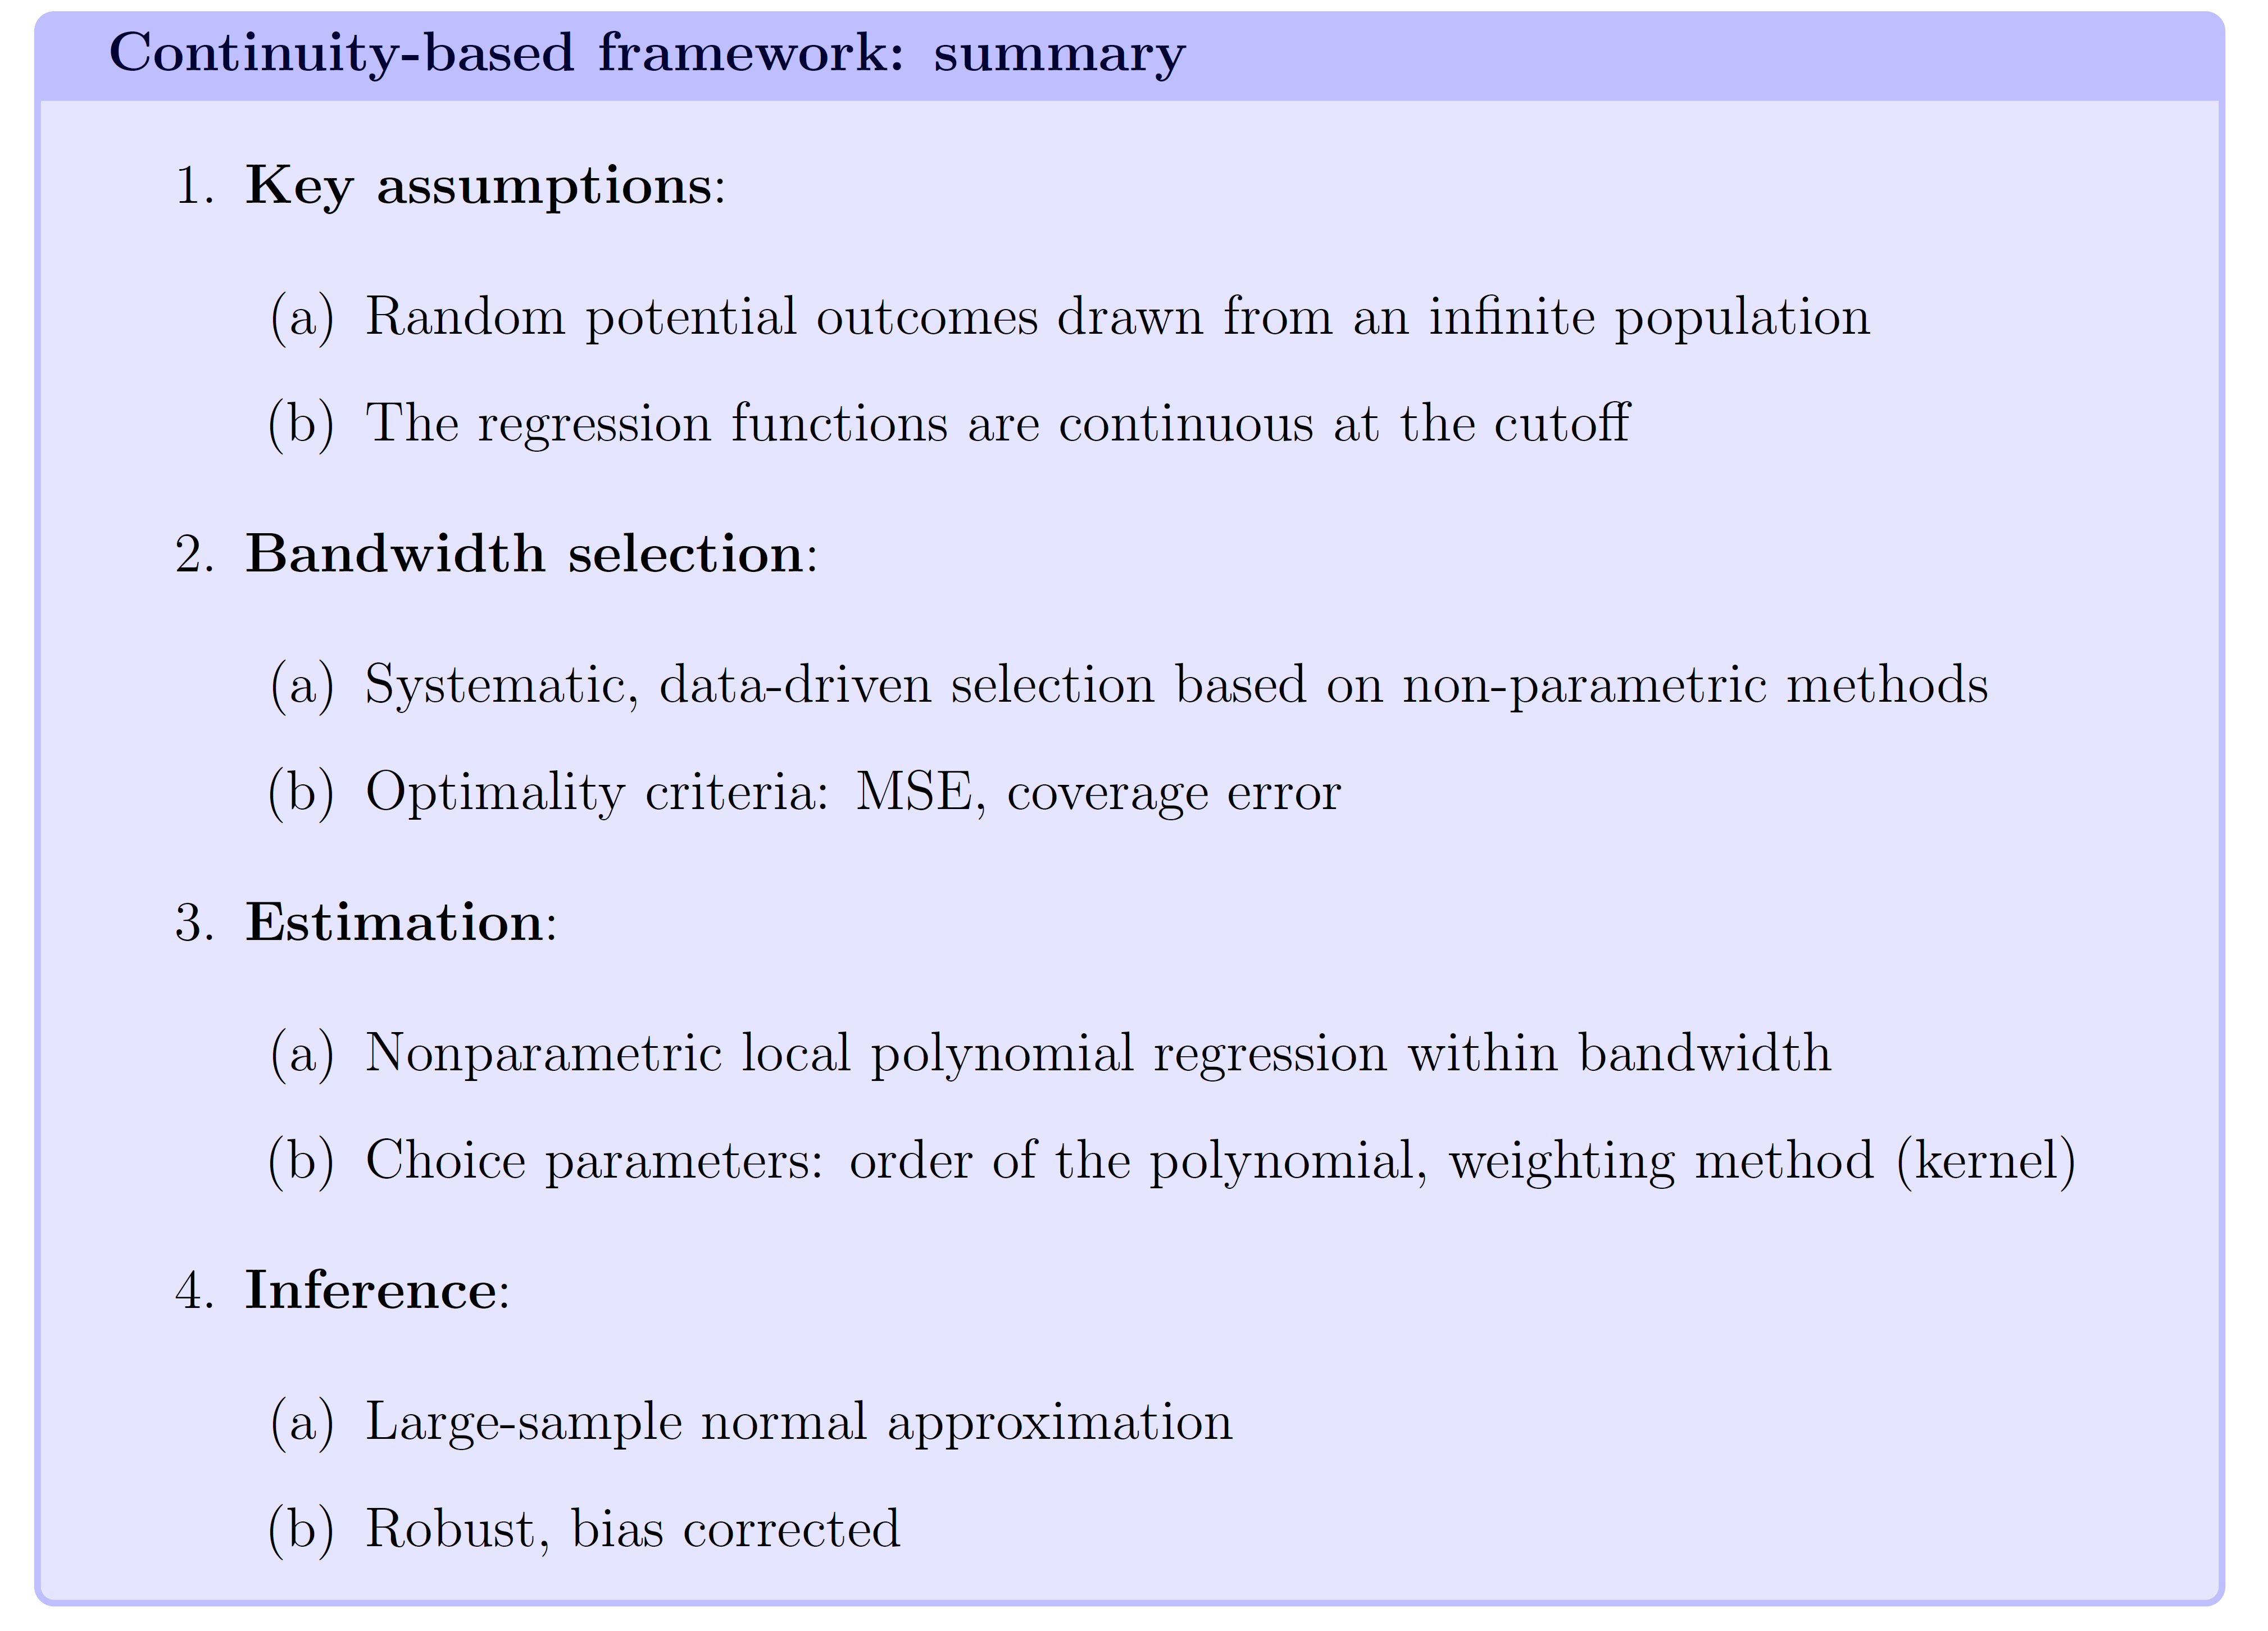 Continuity-based framework: summary
1. Key assumptions:
(a) Random potential outcomes drawn from an infinite population
(b) The regression functions are continuous at the cutoff
2. Bandwidth selection:
(a) Systematic, data-driven selection based on non-parametric methods
(b) Optimality criteria: MSE, coverage error
3. Estimation:
(a) Nonparametric local polynomial regression within bandwidth
(b) Choice parameters: order of the polynomial, weighting method (kernel)
4. Inference:
(a) Large-sample normal approximation
(b) Robust, bias corrected